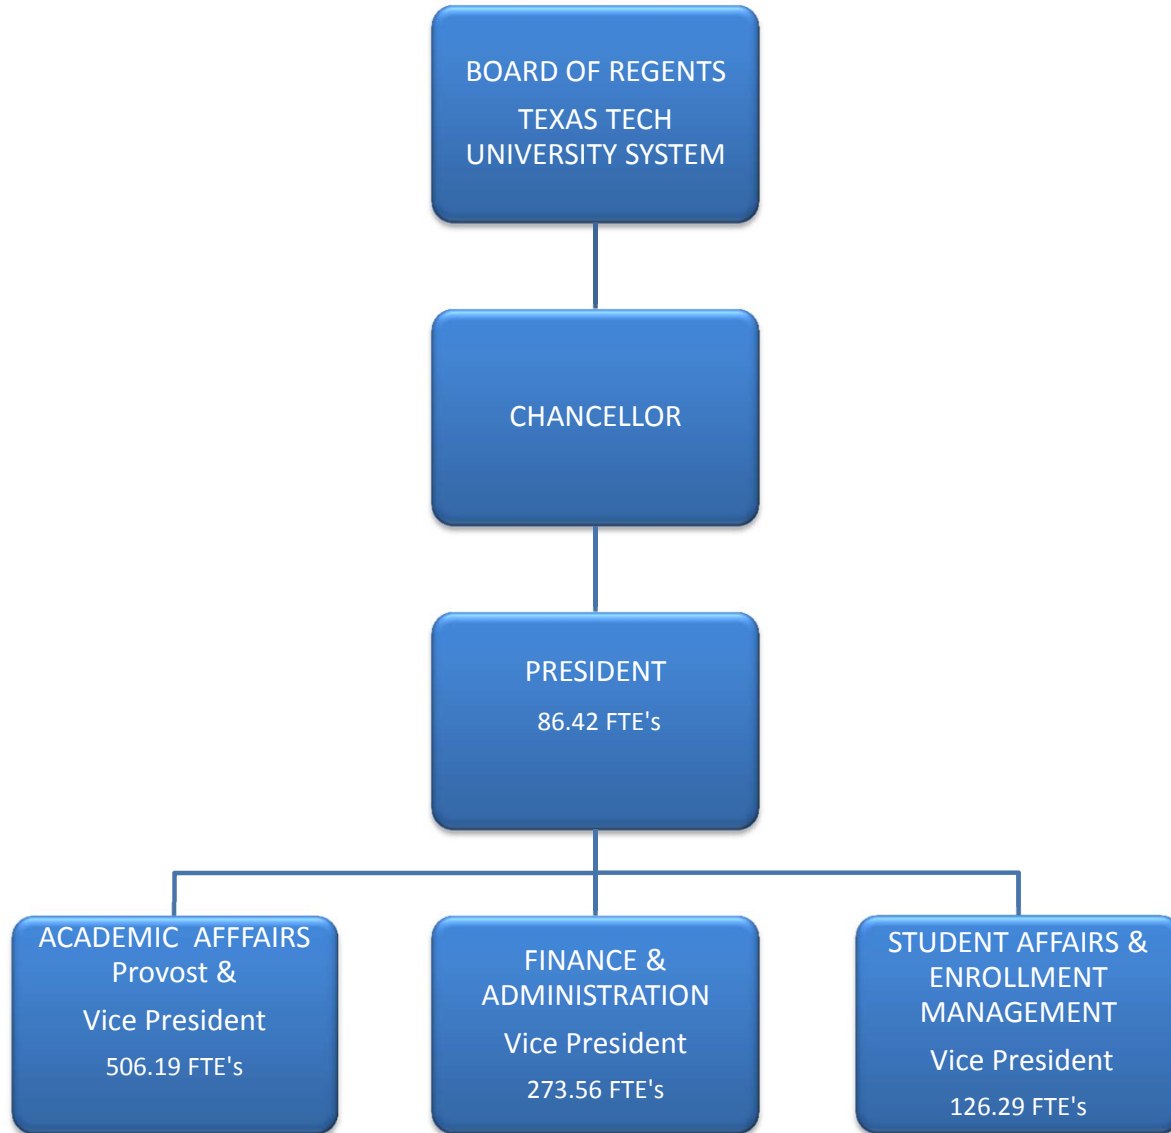 BOARD OF REGENTS
TEXAS TECH
UNIVERSITY SYSTEM
CHANCELLOR
PRESIDENT
86.42 FTE's
ACADEMIC  AFFFAIRS
Provost &
Vice President
506.19 FTE's
FINANCE &
ADMINISTRATION
Vice President
273.56 FTE's
STUDENT AFFAIRS &
ENROLLMENT
MANAGEMENT
Vice President
126.29 FTE's